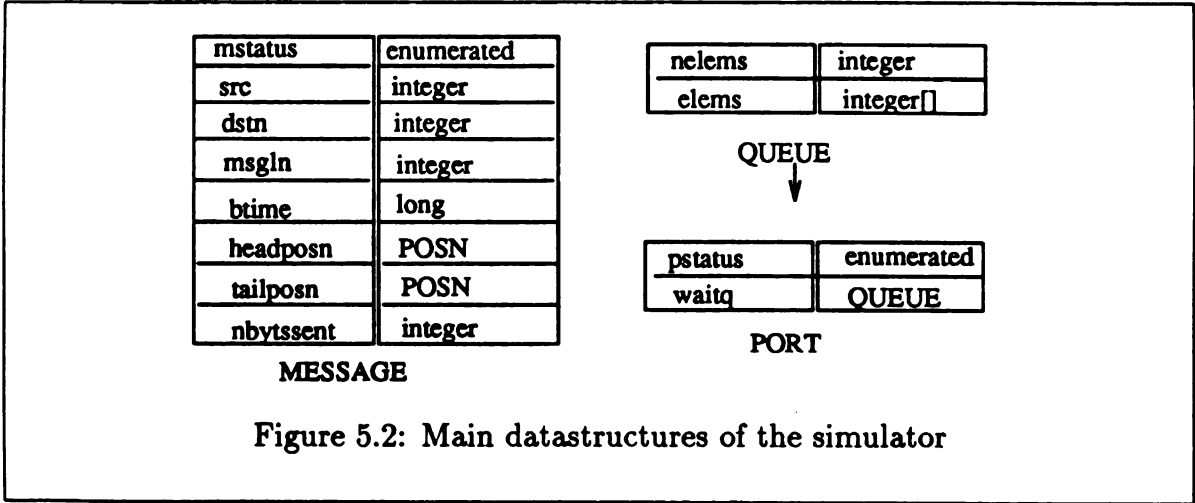 mstatus enumerated
src integer
dstn integer
msgln integer
btime long
headposn POSN
tailposn POSN
nbytssent integer
MESSAGE
nelems integer
elems integer[]
QUEUE
pstatus enumerated
waitq QUEUE
PORT
Figure 5.2: Main datastructures of the simulator